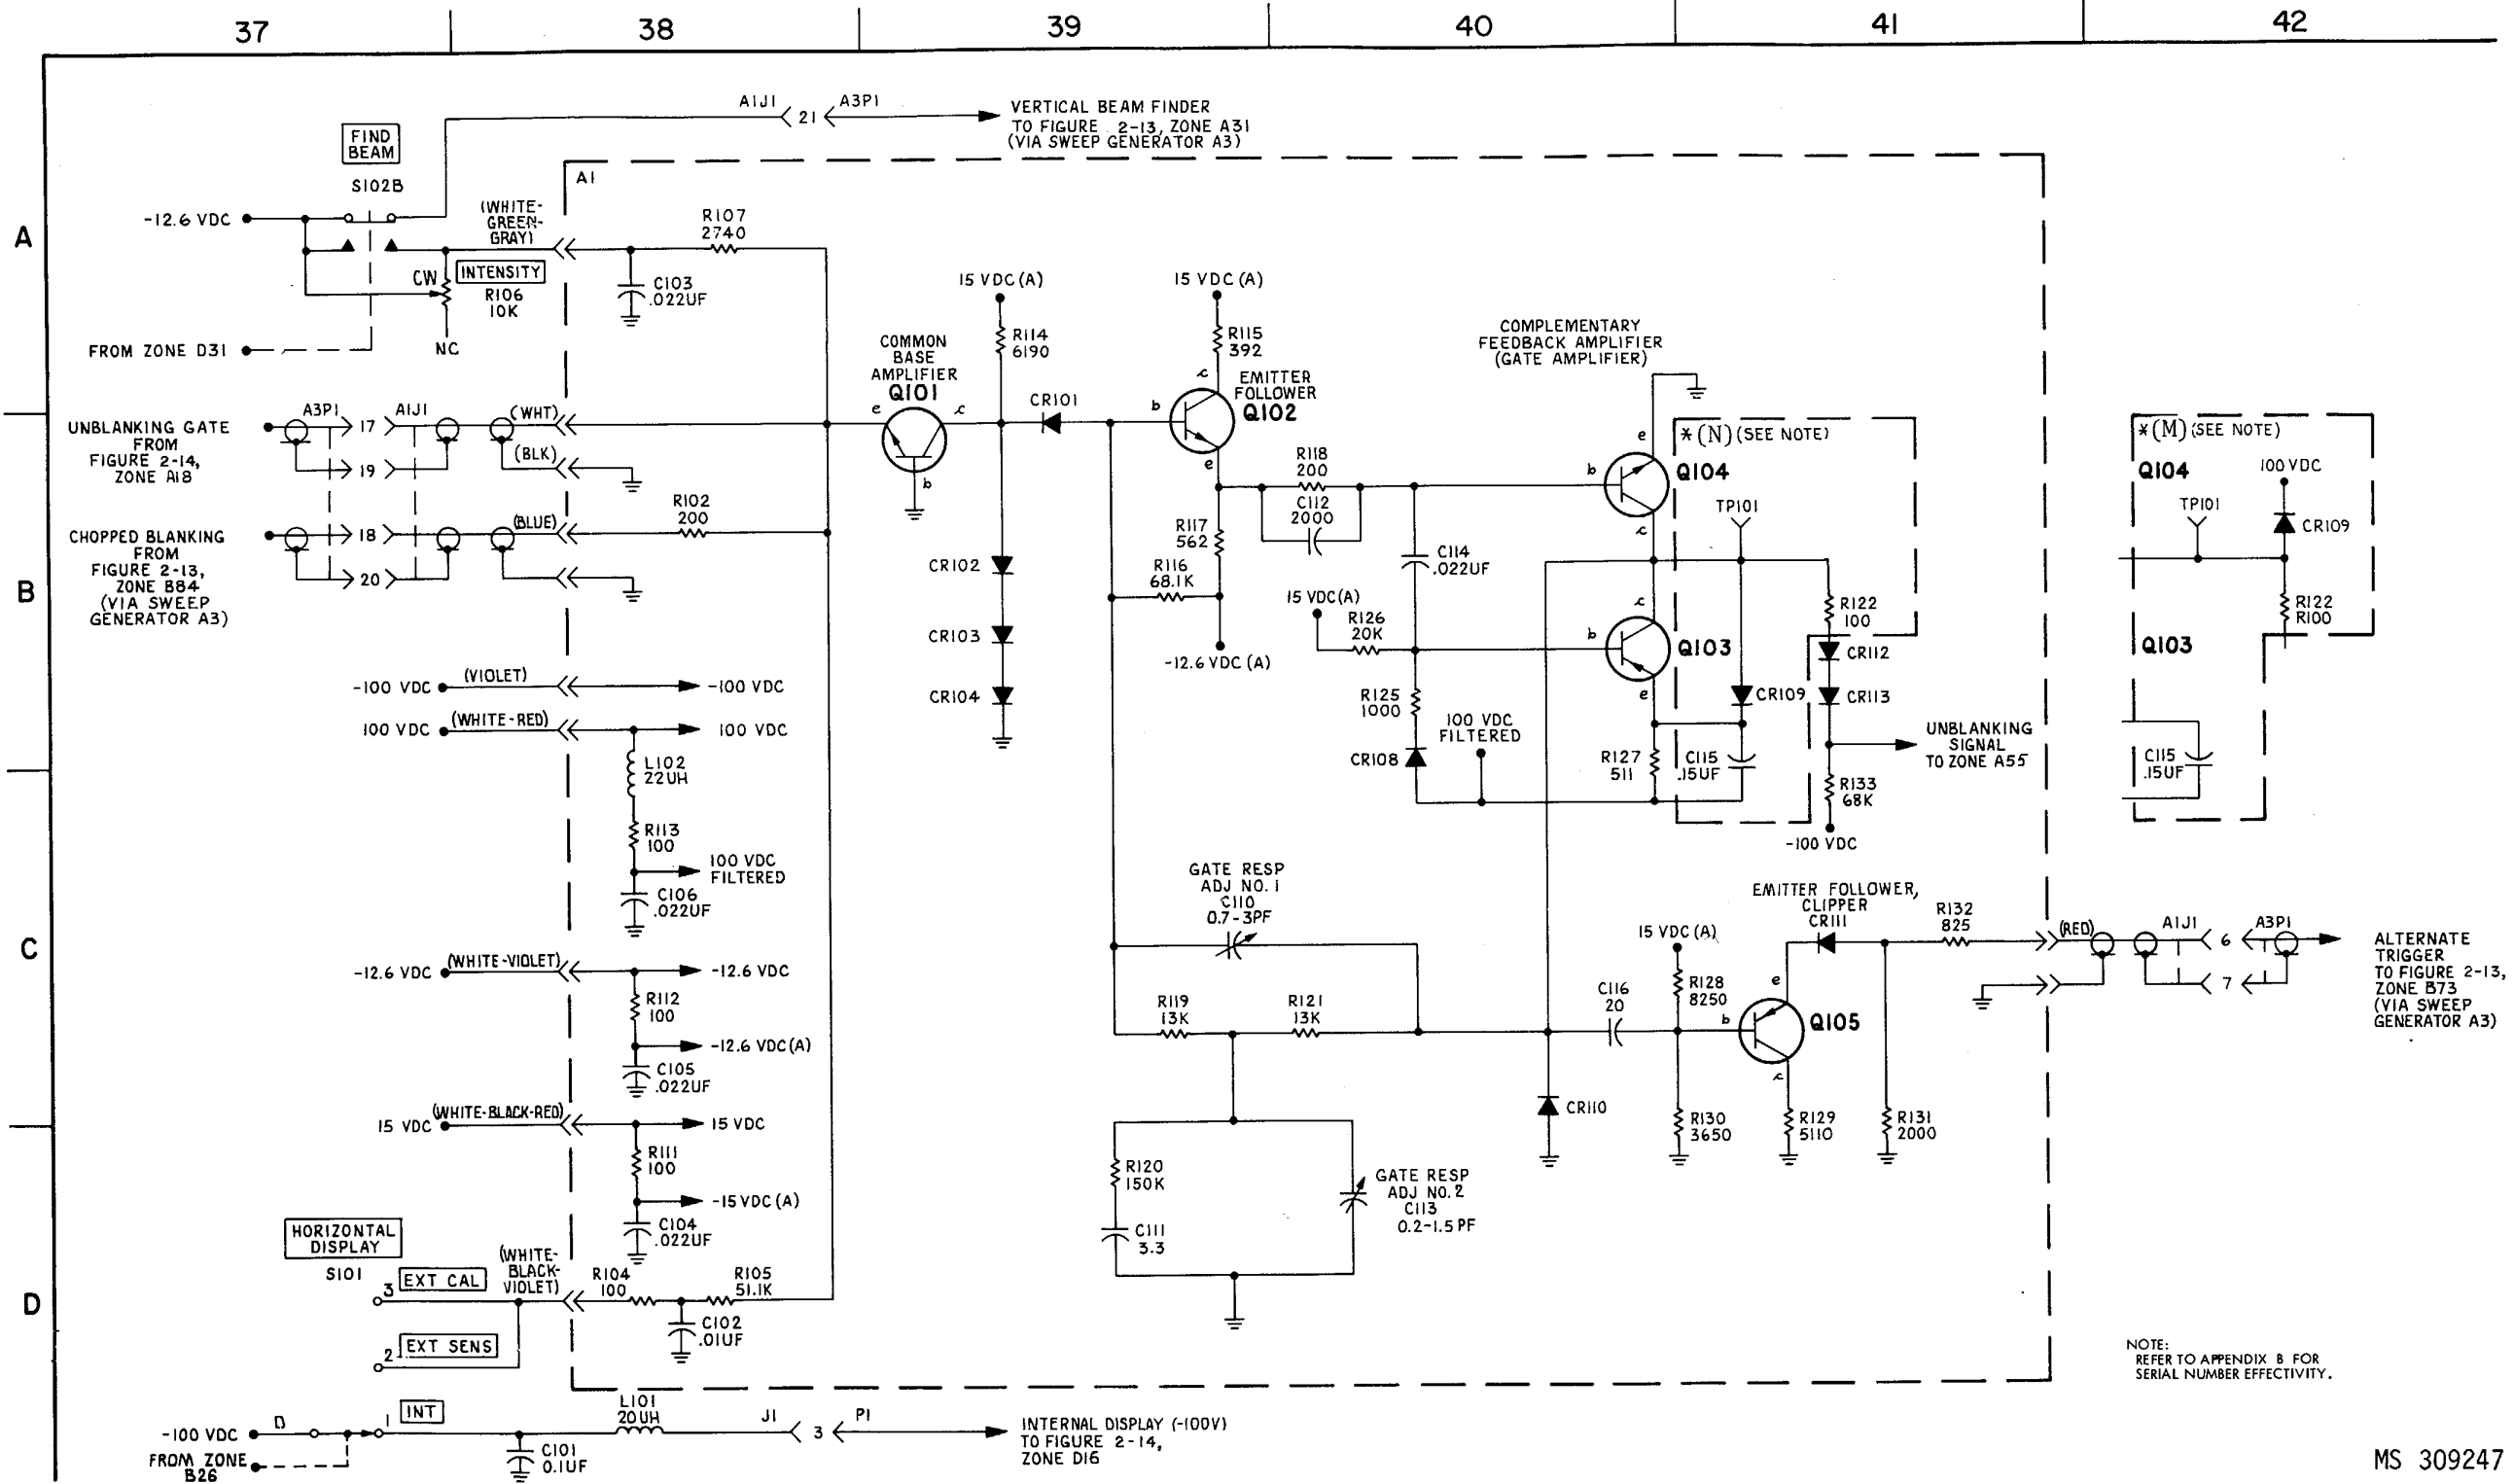 37
38
39
40
41
42
A
B
C
D
A1J1
21
A3P1
VERTICAL BEAM FINDER
TO FIGURE 2-13, ZONE A31
(VIA SWEEP GENERATOR A3)
FIND
BEAM
S102B
-12.6 VDC
A1
(WHITE-
GREEN-
GRAY)
R107
2740
CW
INTENSITY
R106
10K
NC
C103
.022UF
FROM ZONE D31
UNBLANKING GATE
FROM
FIGURE 2-14,
ZONE A18
A3P1
17
A1J1
(WHT)
19
(BLK)
CHOPPED BLANKING
FROM
FIGURE 2-13,
ZONE B84
(VIA SWEEP
GENERATOR A3)
18
(BLUE)
20
R102
200
-100 VDC
(VIOLET)
-100 VDC
100 VDC
(WHITE-RED)
100 VDC
L102
22UH
R113
100
100 VDC
FILTERED
C106
.022UF
-12.6 VDC
(WHITE-VIOLET)
-12.6 VDC
R112
100
-12.6 VDC(A)
C105
.022UF
15 VDC
(WHITE-BLACK-RED)
15 VDC
R111
100
-15VDC(A)
C104
.022UF
HORIZONTAL
DISPLAY
S101
3
EXT CAL
2
EXT SENS
(WHITE-
BLACK-
VIOLET)
R104
100
R105
51.1K
C102
.01UF
-100 VDC
D
1
INT
FROM ZONE
B26
C101
0.1UF
L101
20UH
J1
3
P1
INTERNAL DISPLAY (-100V)
TO FIGURE 2-14,
ZONE D16
COMMON
BASE
AMPLIFIER
Q101
e
c
b
15 VDC(A)
R114
6190
CR101
CR102
CR103
CR104
15 VDC(A)
R115
392
c
EMITTER
FOLLOWER
Q102
b
e
R118
200
C112
2000
R117
562
R116
68.1K
-12.6 VDC(A)
15 VDC(A)
R126
20K
C114
.022UF
R125
1000
CR108
100 VDC
FILTERED
COMPLEMENTARY
FEEDBACK AMPLIFIER
(GATE AMPLIFIER)
e
b
Q104
c
*(N)(SEE NOTE)
TP101
c
b
Q103
e
R127
511
C115
.15UF
CR109
R122
100
CR112
CR113
UNBLANKING
SIGNAL
TO ZONE A55
R133
68K
-100 VDC
*(M)(SEE NOTE)
Q104
100 VDC
TP101
CR109
R122
R100
Q103
C115
.15UF
GATE RESP
ADJ NO. 1
C110
0.7-3PF
R119
13K
R121
13K
R120
150K
C111
3.3
GATE RESP
ADJ NO. 2
C113
0.2-1.5 PF
CR110
C116
20
15 VDC(A)
R128
8250
R130
3650
EMITTER FOLLOWER,
CLIPPER
CR111
e
b
Q105
c
R129
5110
R131
2000
R132
825
(RED)
A1J1
6
A3P1
7
ALTERNATE
TRIGGER
TO FIGURE 2-13,
ZONE B73
(VIA SWEEP
GENERATOR A3)
NOTE:
REFER TO APPENDIX B FOR
SERIAL NUMBER EFFECTIVITY.
MS 309247